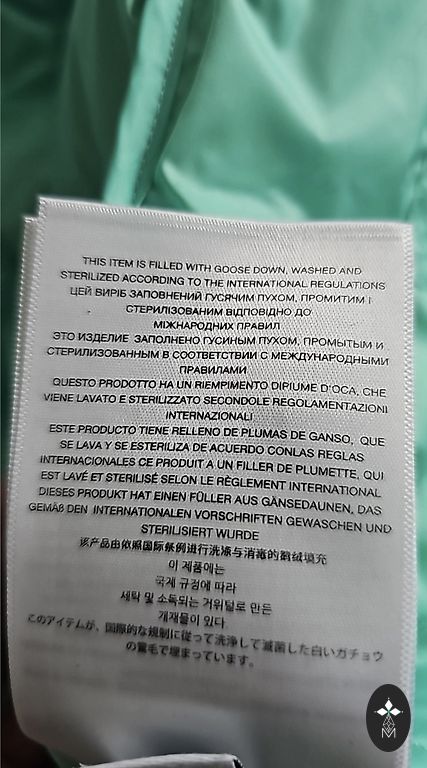 THIS ITEM IS FILLED WITH GOOSE DOWN, WASHED AND
STERILIZED ACCORDING TO THE INTERNATIONAL REGULATIONS
ЦЕЙ ВИРІБ ЗАПОВНЕНИЙ ГУСЯЧИМ ПУХОМ, ПРОМИТИМ І
СТЕРИЛІЗОВАНИМ ВІДПОВІДНО ДО
МІЖНАРОДНИХ ПРАВИЛ
ЭТО ИЗДЕЛИЕ ЗАПОЛНЕНО ГУСИНЫМ ПУХОМ, ПРОМЫТЫМ И
СТЕРИЛИЗОВАННЫМ В СООТВЕТСТВИИ С МЕЖДУНАРОДНЫМИ
ПРАВИЛАМИ
QUESTO PRODOTTO HA UN RIEMPIMENTO DIPIUME D'OCA, CHE
VIENE LAVATO E STERILIZZATO SECONDOLE REGOLAMENTAZIONI
INTERNAZIONALI
ESTE PRODUCTO TIENE RELLENO DE PLUMAS DE GANSO, QUE
SE LAVA Y SE ESTERILIZA DE ACUERDO CONLAS REGLAS
INTERNACIONALES CE PRODUIT A UN FILLER DE PLUMETTE, QUI
EST LAVÉ ET STERILISÉ SELON LE RÈGLEMENT INTERNATIONAL
DIESES PRODUKT HAT EINEN FÜLLER AUS GÄNSEDAUNEN, DAS
GEMÄß DEN INTERNATIONALEN VORSCHRIFTEN GEWASCHEN UND
STERILISIERT WURDE
该产品由依照国际条例进行洗涤与消毒的鹅绒填充
이 제품에는
국제 규정에 따라
세탁 및 소독되는 거위털로 만든
개재물이 있다
このアイテムが、国際的な規制に従って洗浄して滅菌した白いガチョウ
の羽毛で埋まっています。
M